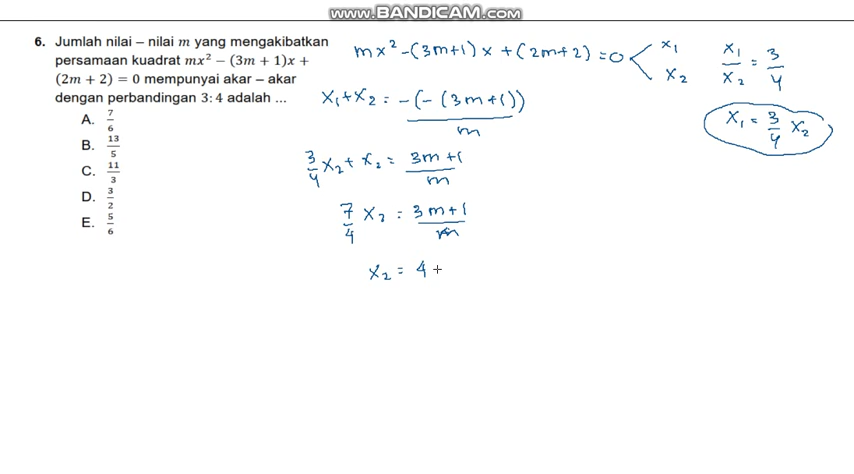 www.BANDICAM.com
6. Jumlah nilai – nilai m yang mengakibatkan
persamaan kuadrat mx² − (3m + 1)x +
(2m + 2) = 0 mempunyai akar – akar
dengan perbandingan 3: 4 adalah ...
A. 7/6
B. 13/5
C. 11/3
D. 3/2
E. 5/6
mx² - (3m+1)x + (2m+2) = 0 < x₁ x₂
x₁/x₂ = 3/4
x₁ = 3/4 x₂
x₁ + x₂ = -(-(3m+1))/m
3/4 x₂ + x₂ = 3m+1/m
7/4 x₂ = 3m+1/m
x₂ = 4+